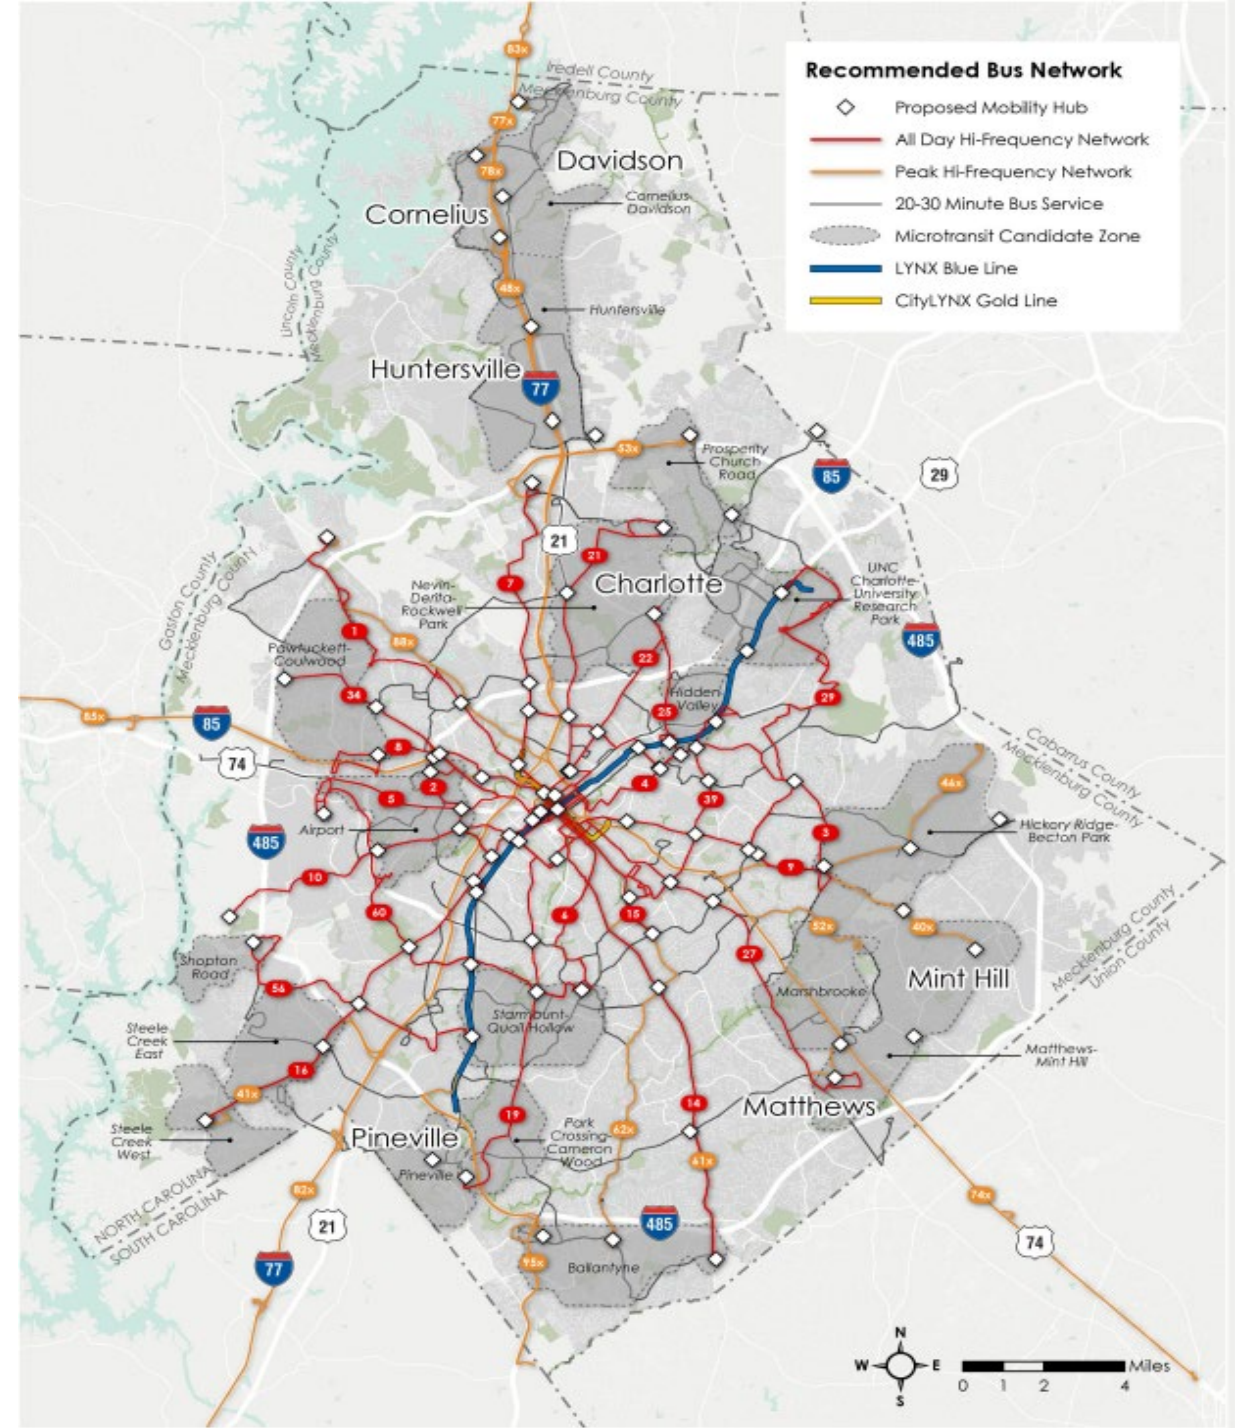 Recommended Bus Network
Proposed Mobility Hub
All Day Hi-Frequency Network
Peak Hi-Frequency Network
20-30 Minute Bus Service
Microtransit Candidate Zone
LYNX Blue Line
CityLYNX Gold Line
83x
Iredell County
Mecklenburg County
77x
Davidson
78x
Cornelius-
Davidson
Cornelius
Lincoln County
Mecklenburg County
48x
Huntersville
Huntersville
77
53x
Prosperity
Church
Road
85
29
21
21
Gaston County
Mecklenburg County
7
Nevin-
Derita-
Rockwell
Park
Charlotte
UNC
Charlotte-
University
Research
Park
1
88x
485
Pawtuckett-
Coulwood
22
34
Hidden
Valley
29
85x
85
25
8
74
Cabarrus County
Mecklenburg County
2
4
46x
5
39
Airport
3
Hickory Ridge-
Becton Park
485
9
10
60
6
15
52x
40x
Mecklenburg County
Union County
27
Shopton
Road
Mint Hill
56
Marshbrooke
Steele
Creek
East
Starmount-
Quail Hollow
Matthews-
Mint Hill
16
41x
14
Matthews
19
Steele
Creek
West
Pineville
Park
Crossing-
Cameron
Wood
62x
61x
Pineville
82x
74x
NORTH CAROLINA
SOUTH CAROLINA
21
485
74
77
95x
Ballantyne
N
W E
S
Miles
0 1 2 4